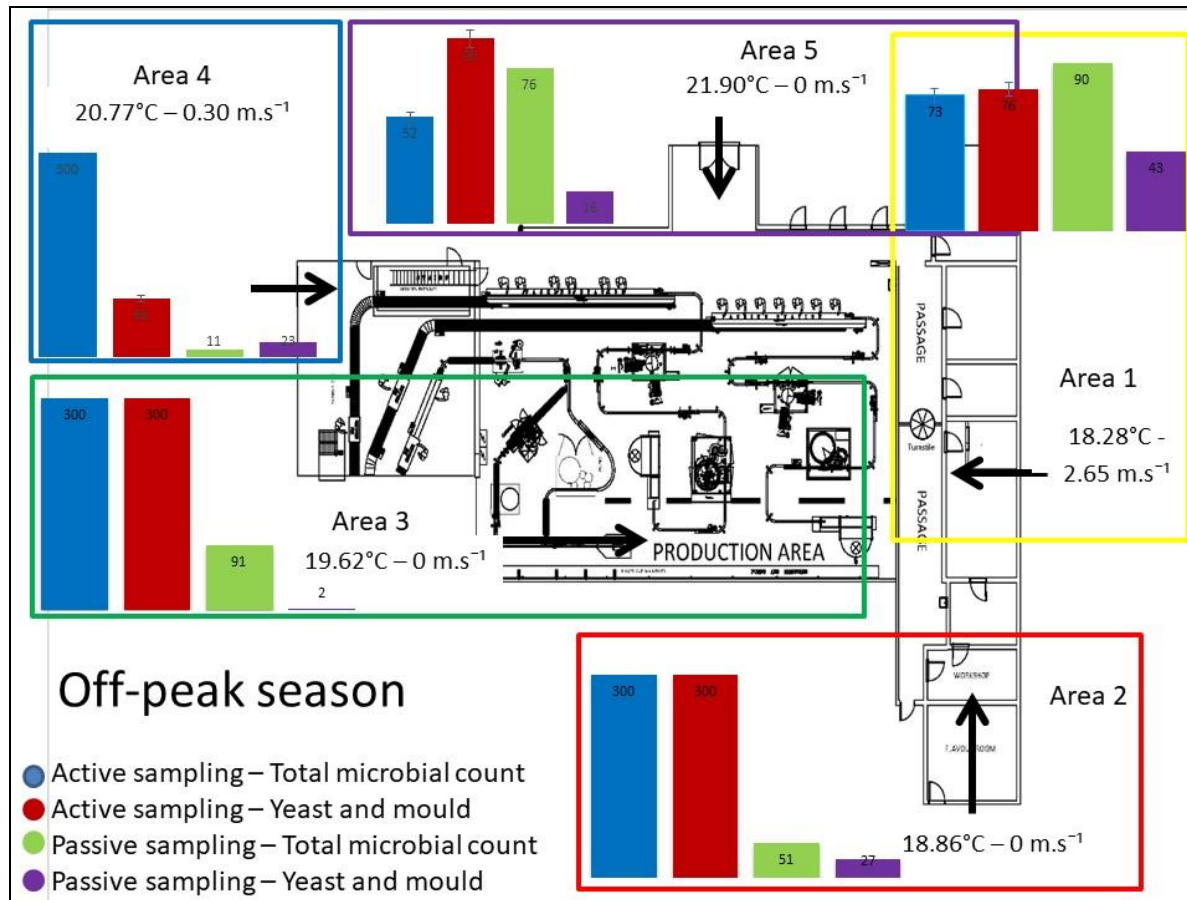 Area 4
20.77°C – 0.30 m.s⁻¹
300
11
23
Area 5
21.90°C – 0 m.s⁻¹
52
76
16
73
76
90
43
PASSAGE
Turnstile
PASSAGE
Area 1
18.28°C -
2.65 m.s⁻¹
300
300
91
2
Area 3
19.62°C – 0 m.s⁻¹
PRODUCTION AREA
Off-peak season
Active sampling – Total microbial count
Active sampling – Yeast and mould
Passive sampling – Total microbial count
Passive sampling – Yeast and mould
300
300
51
27
Area 2
WORKSHOP
FLAVOUR ROOM
18.86°C – 0 m.s⁻¹